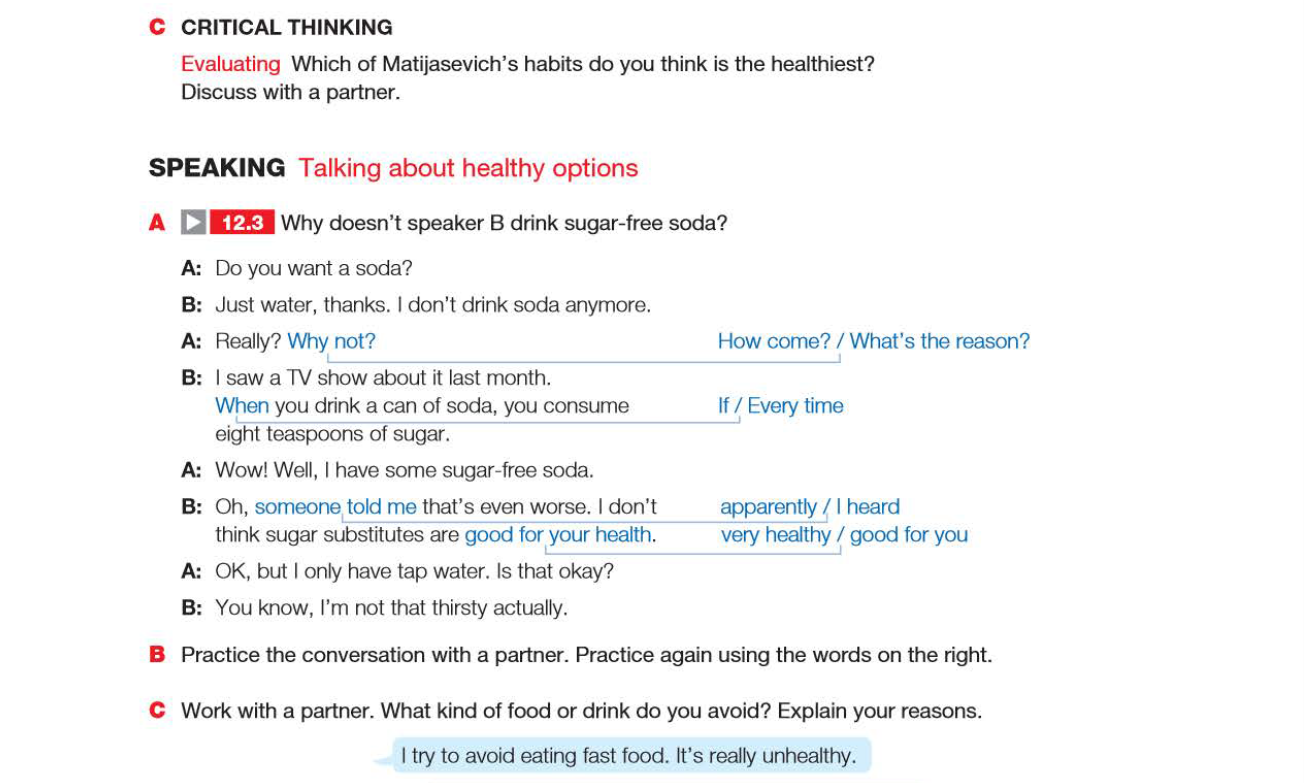 C CRITICAL THINKING
Evaluating Which of Matijasevich's habits do you think is the healthiest?
Discuss with a partner.
SPEAKING Talking about healthy options
A 12.3 Why doesn't speaker B drink sugar-free soda?
A: Do you want a soda?
B: Just water, thanks. I don't drink soda anymore.
A: Really? Why not? How come? / What's the reason?
B: I saw a TV show about it last month.
When you drink a can of soda, you consume If / Every time
eight teaspoons of sugar.
A: Wow! Well, I have some sugar-free soda.
B: Oh, someone told me that's even worse. I don't apparently / I heard
think sugar substitutes are good for your health. very healthy / good for you
A: OK, but I only have tap water. Is that okay?
B: You know, I'm not that thirsty actually.
B Practice the conversation with a partner. Practice again using the words on the right.
C Work with a partner. What kind of food or drink do you avoid? Explain your reasons.
I try to avoid eating fast food. It's really unhealthy.